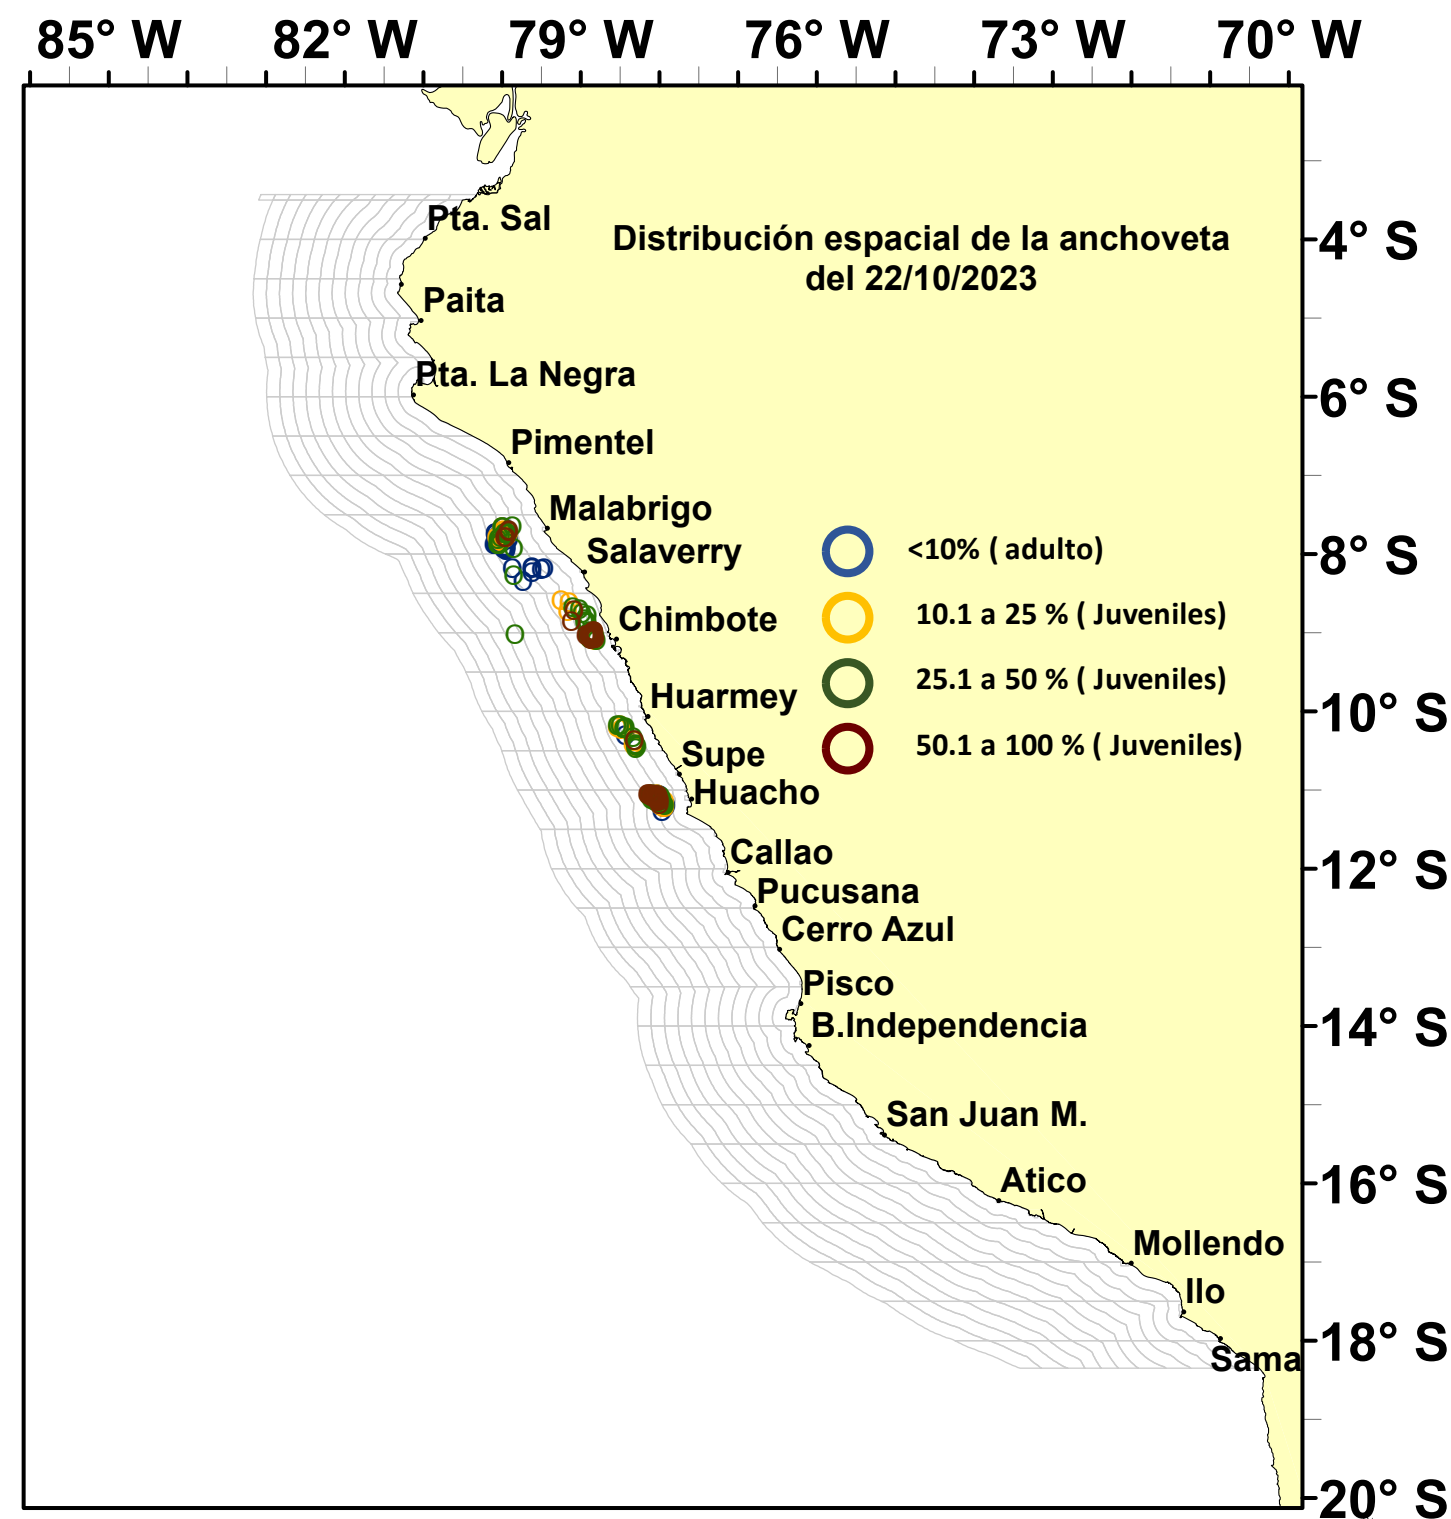 85° W 82° W 79° W 76° W 73° W 70° W
Pta. Sal
Distribución espacial de la anchoveta
del 22/10/2023
4° S
Paita
Pta. La Negra
6° S
Pimentel
Malabrigo
Salaverry
<10% ( adulto)
8° S
Chimbote
10.1 a 25 % ( Juveniles)
25.1 a 50 % ( Juveniles)
Huarmey
10° S
50.1 a 100 % ( Juveniles)
Supe
Huacho
Callao
12° S
Pucusana
Cerro Azul
Pisco
B.Independencia
14° S
San Juan M.
Atico
16° S
Mollendo
Ilo
18° S
Sama
20° S